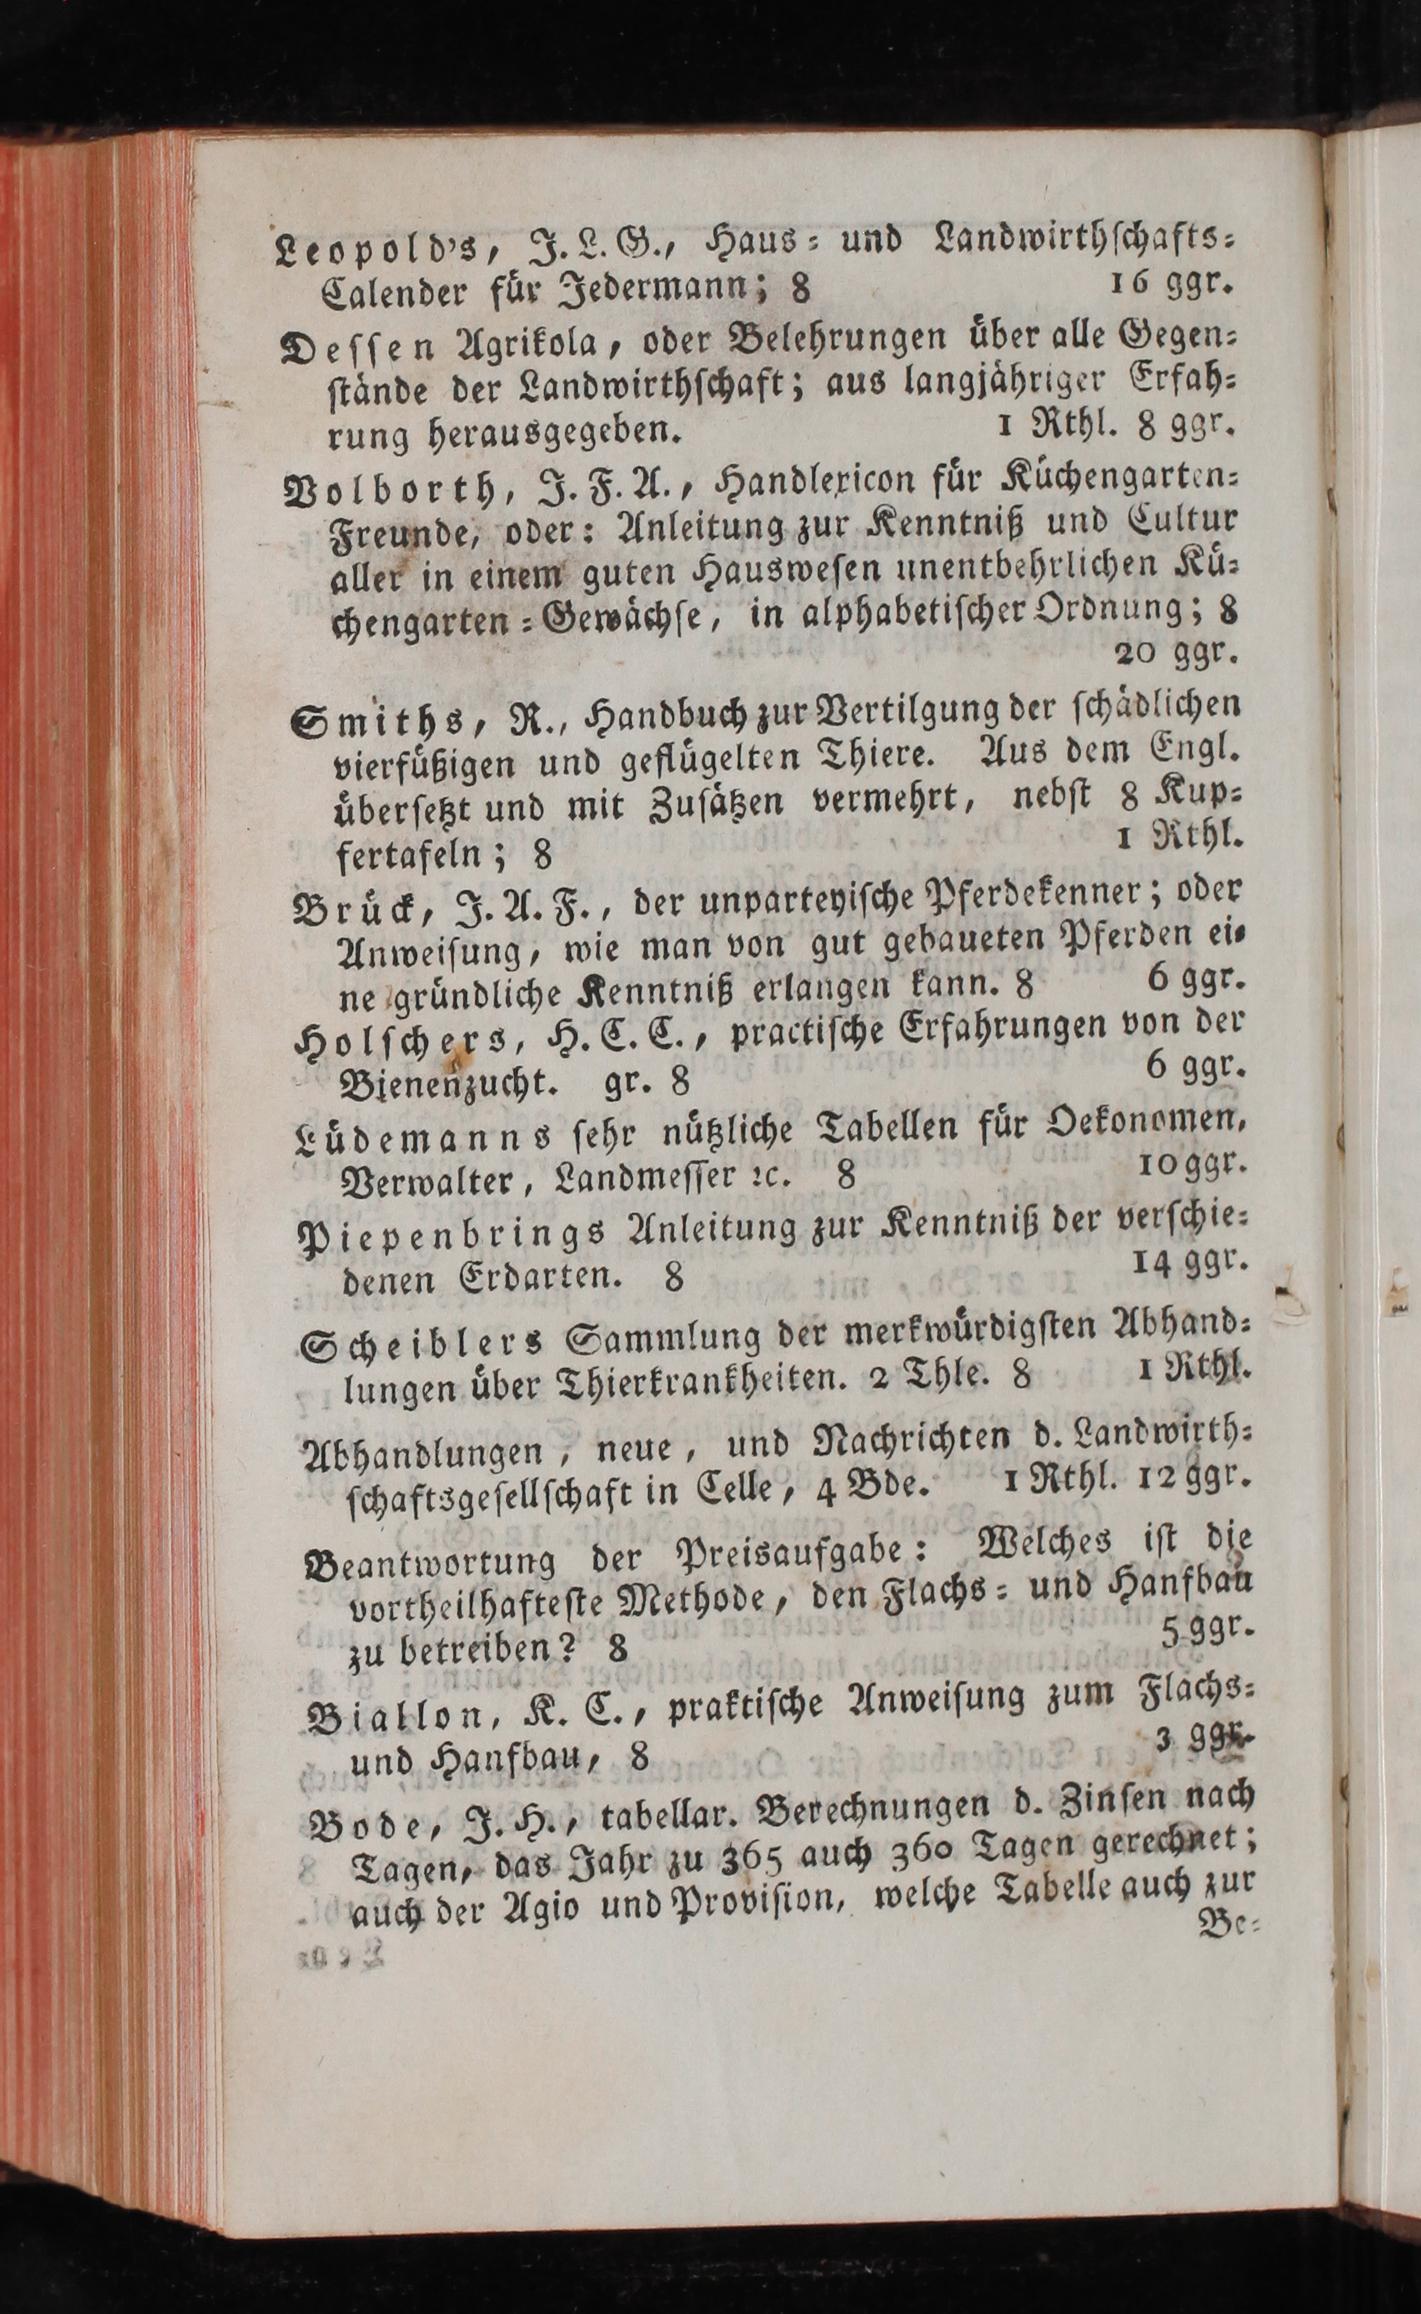 Leopold's, J. L. G., Haus- und Landwirthschafts-
Calender für Jedermann; 8 16 ggr.
Dessen Agrikola, oder Belehrungen über alle Gegen-
stände der Landwirthschaft; aus langjähriger Erfah-
rung herausgegeben. 1 Rthl. 8 ggr.
Volborth, J. F. A., Handlexicon für Küchengarten-
Freunde, oder: Anleitung zur Kenntniß und Cultur
aller in einem guten Hauswesen unentbehrlichen Kü-
chengarten-Gewächse, in alphabetischer Ordnung; 8
20 ggr.
Smiths, R., Handbuch zur Vertilgung der schädlichen
vierfüßigen und geflügelten Thiere. Aus dem Engl.
übersetzt und mit Zusätzen vermehrt, nebst 8 Kup-
fertafeln; 8 1 Rthl.
Brück, J. A. F., der unparteyische Pferdekenner; oder
Anweisung, wie man von gut gebaueten Pferden ei-
ne gründliche Kenntniß erlangen kann. 8 6 ggr.
Holschers, H. C. C., practische Erfahrungen von der
Bienenzucht. gr. 8 6 ggr.
Lüdemanns sehr nützliche Tabellen für Oekonomen,
Verwalter, Landmesser ꝛc. 8 10 ggr.
Piepenbrings Anleitung zur Kenntniß der verschie-
denen Erdarten. 8 14 ggr.
Scheiblers Sammlung der merkwürdigsten Abhand-
lungen über Thierkrankheiten. 2 Thle. 8 1 Rthl.
Abhandlungen, neue, und Nachrichten d. Landwirth-
schaftsgesellschaft in Celle, 4 Bde. 1 Rthl. 12 ggr.
Beantwortung der Preisaufgabe: Welches ist die
vortheilhafteste Methode, den Flachs- und Hanfbau
zu betreiben? 8 5 ggr.
Biallon, K. C., praktische Anweisung zum Flachs-
und Hanfbau, 8 3 ggr.
Bode, J. H., tabellar. Berechnungen d. Zinsen nach
Tagen, das Jahr zu 365 auch 360 Tagen gerechnet;
auch der Agio und Provision, welche Tabelle auch zur
Be-